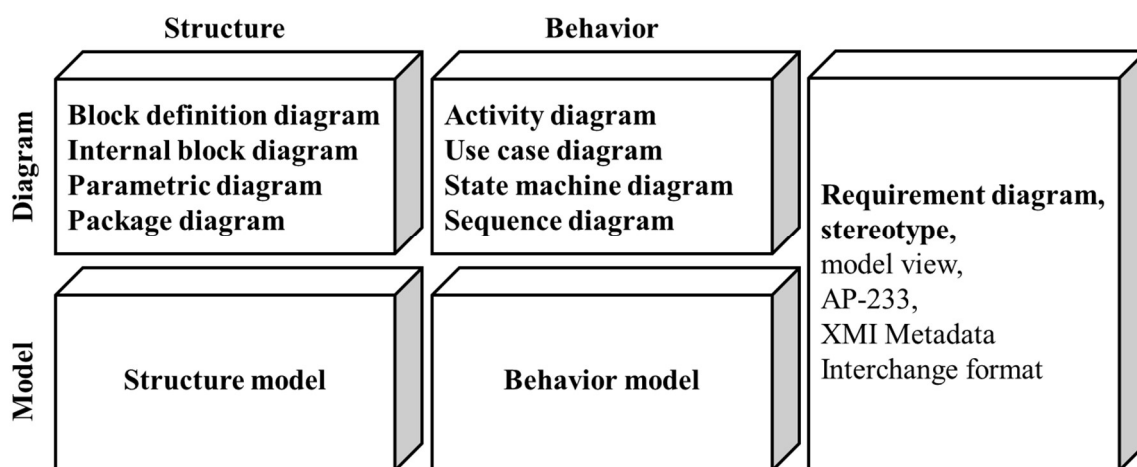 Structure
Behavior
Diagram
Block definition diagram
Internal block diagram
Parametric diagram
Package diagram
Activity diagram
Use case diagram
State machine diagram
Sequence diagram
Requirement diagram,
stereotype,
model view,
AP-233,
XMI Metadata
Interchange format
Model
Structure model
Behavior model